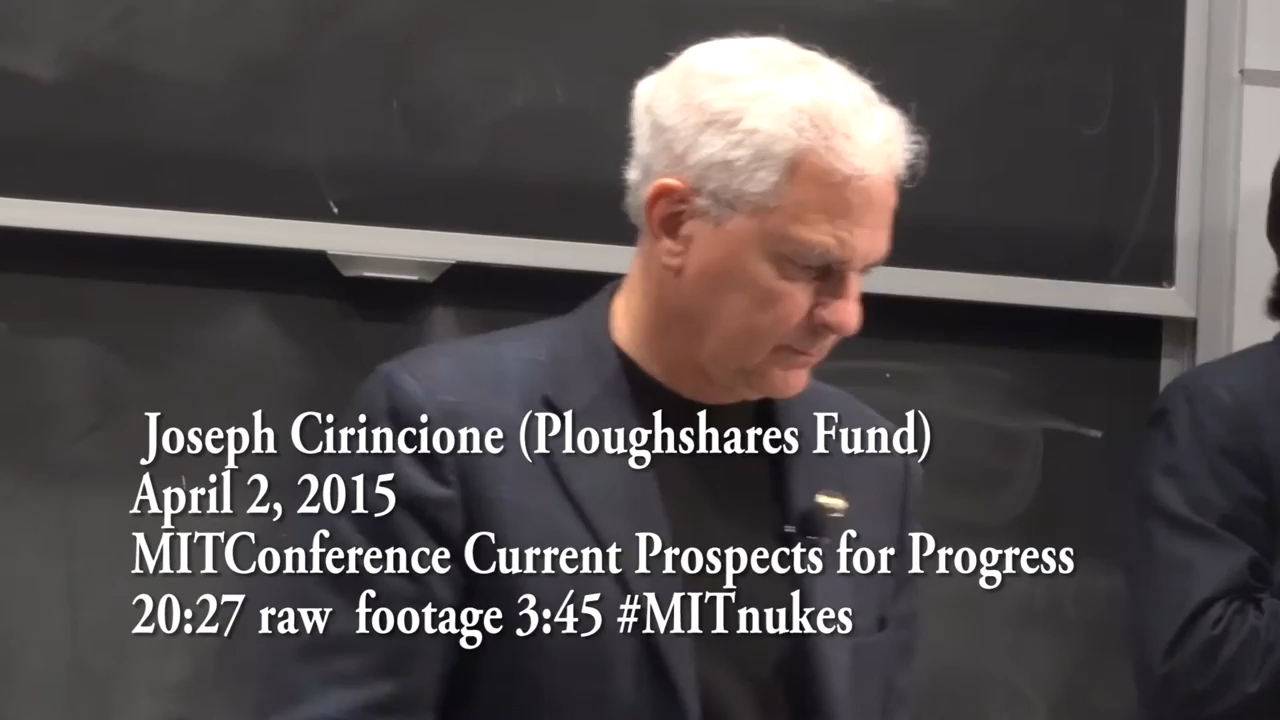 Joseph Cirincione (Ploughshares Fund)
April 2, 2015
MITConference Current Prospects for Progress
20:27 raw  footage 3:45 #MITnukes